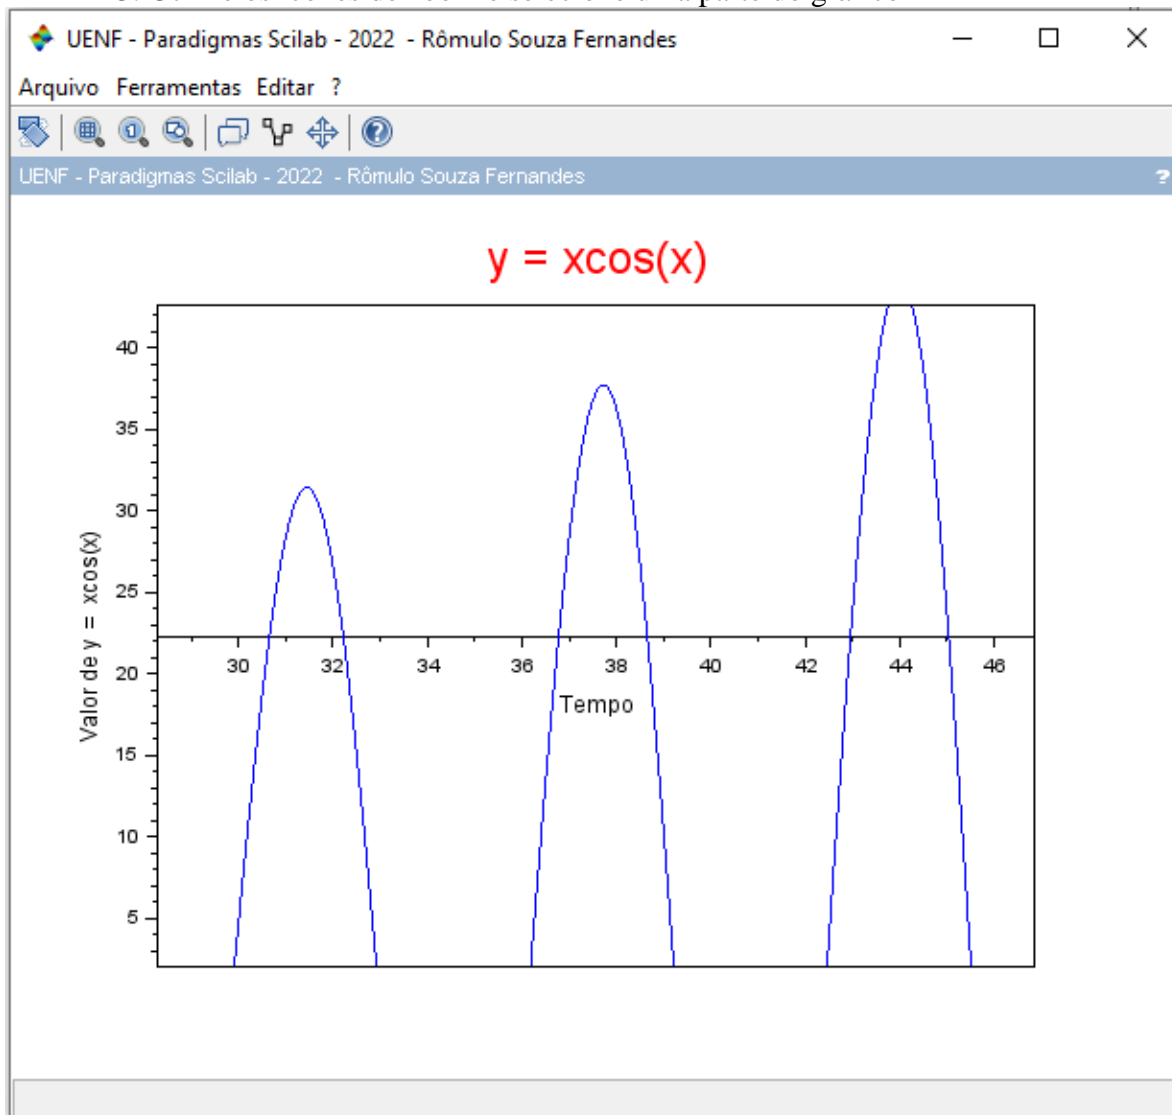 UENF - Paradigmas Scilab - 2022 - Rômulo Souza Fernandes
Arquivo Ferramentas Editar ?
UENF - Paradigmas Scilab - 2022 - Rômulo Souza Fernandes ?
y = xcos(x)
40
35
30
25
20
15
10
5
Valor de y = xcos(x)
30 32 34 36 38 40 42 44 46
Tempo